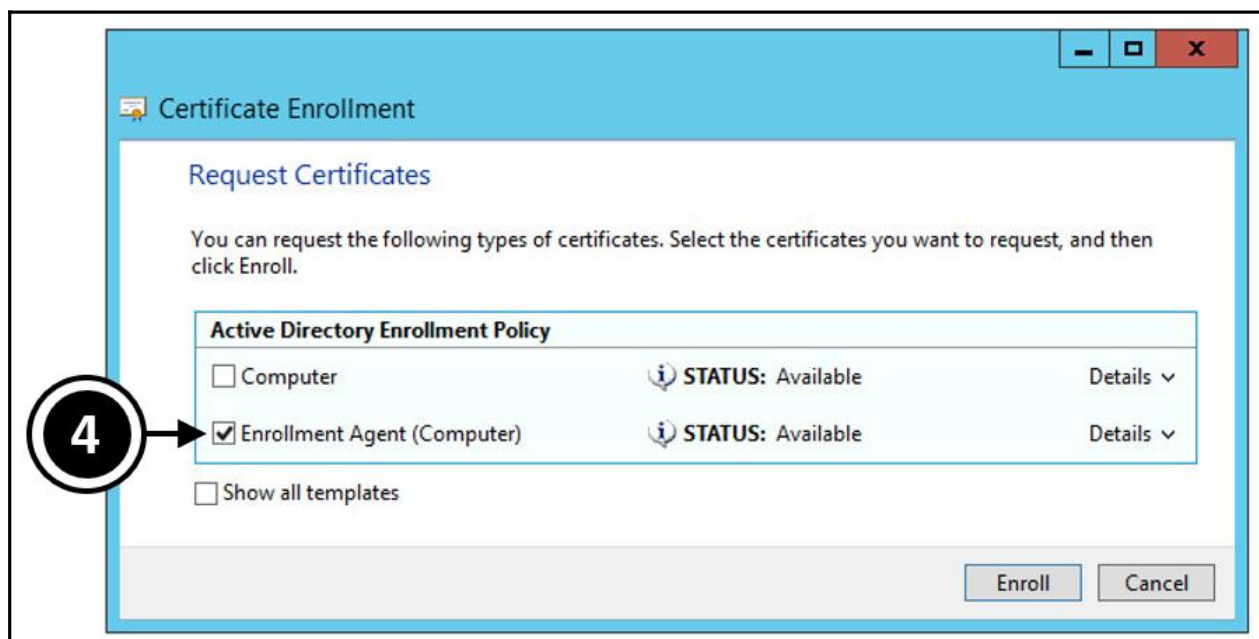 Certificate Enrollment
Request Certificates
You can request the following types of certificates. Select the certificates you want to request, and then
click Enroll.
Active Directory Enrollment Policy
Computer STATUS: Available Details
4 Enrollment Agent (Computer) STATUS: Available Details
Show all templates
Enroll Cancel